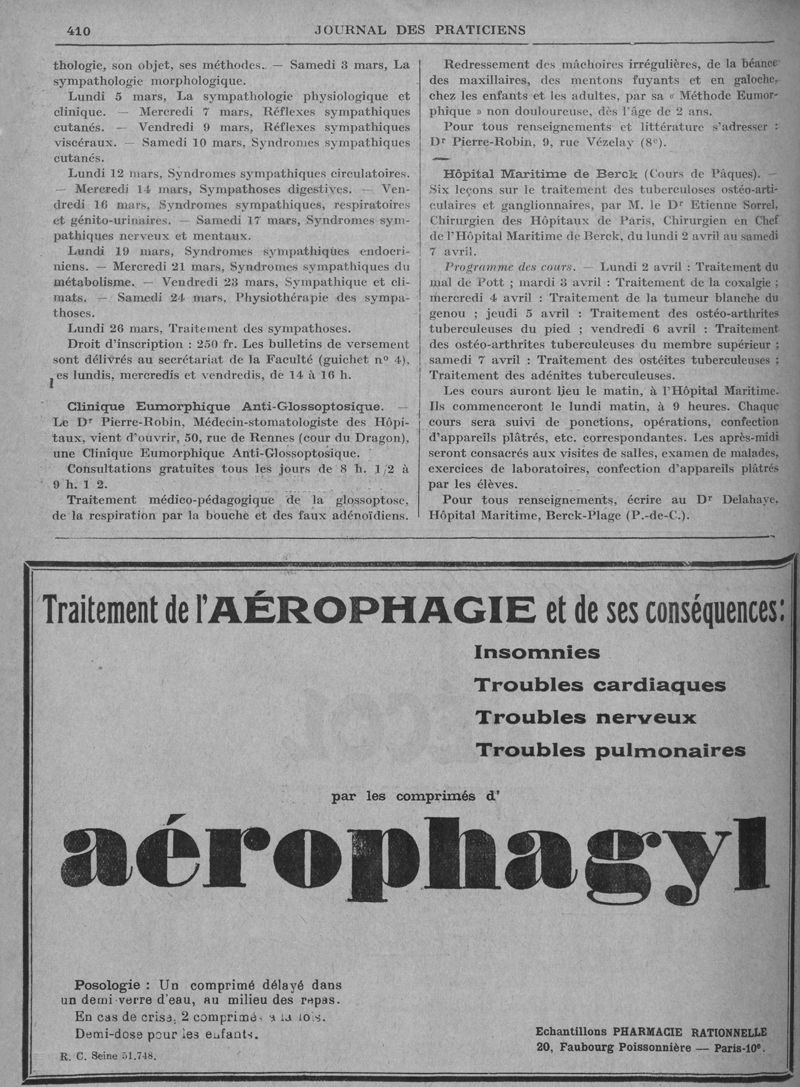 410
JOURNAL DES PRATICIENS
thologie, son objet, ses méthodes. — Samedi 3 mars, La
sympathologie morphologique.
Lundi 5 mars, La sympathologie physiologique et
clinique. — Mercredi 7 mars, Réflexes sympathiques
cutanés. — Vendredi 9 mars, Réflexes sympathiques
viscéraux. — Samedi 10 mars, Syndromes sympathiques
cutanés.
Lundi 12 mars, Syndromes sympathiques circulatoires.
— Mercredi 14 mars, Sympathoses digestives. — Ven-
dredi 16 mars, Syndromes sympathiques, respiratoires
et génito-urinaires. — Samedi 17 mars, Syndromes sym-
pathiques nerveux et mentaux.
Lundi 19 mars, Syndromes sympathiques endocri-
niens. — Mercredi 21 mars, Syndromes sympathiques du
métabolisme. — Vendredi 23 mars, Sympathique et cli-
mats. — Samedi 24 mars, Physiothérapie des sympa-
thoses.
Lundi 26 mars, Traitement des sympathoses.
Droit d'inscription : 250 fr. Les bulletins de versement
sont délivrés au secrétariat de la Faculté (guichet n° 4),
les lundis, mercredis et vendredis, de 14 à 16 h.
Clinique Eumorphique Anti-Glossoptosique. —
Le Dr Pierre-Robin, Médecin-stomatologiste des Hôpi-
taux, vient d'ouvrir, 50, rue de Rennes (cour du Dragon),
une Clinique Eumorphique Anti-Glossoptosique.
Consultations gratuites tous les jours de 8 h. 1/2 à
9 h. 1 2.
Traitement médico-pédagogique de la glossoptose,
de la respiration par la bouche et des faux adénoïdiens.
Redressement des mâchoires irrégulières, de la béance
des maxillaires, des mentons fuyants et en galoche,
chez les enfants et les adultes, par sa « Méthode Eumor-
phique » non douloureuse, dès l'âge de 2 ans.
Pour tous renseignements et littérature s'adresser :
Dr Pierre-Robin, 9, rue Vézelay (8e).
Hôpital Maritime de Berck (Cours de Pâques). —
Six leçons sur le traitement des tuberculoses ostéo-arti-
culaires et ganglionnaires, par M. le Dr Etienne Sorrel,
Chirurgien des Hôpitaux de Paris, Chirurgien en Chef
de l'Hôpital Maritime de Berck, du lundi 2 avril au samedi
7 avril.
Programme des cours. — Lundi 2 avril : Traitement du
mal de Pott ; mardi 3 avril : Traitement de la coxalgie ;
mercredi 4 avril : Traitement de la tumeur blanche du
genou ; jeudi 5 avril : Traitement des ostéo-arthrites
tuberculeuses du pied ; vendredi 6 avril : Traitement
des ostéo-arthrites tuberculeuses du membre supérieur ;
samedi 7 avril : Traitement des ostéites tuberculeuses ;
Traitement des adénites tuberculeuses.
Les cours auront lieu le matin, à l'Hôpital Maritime.
Ils commenceront le lundi matin, à 9 heures. Chaque
cours sera suivi de ponctions, opérations, confection
d'appareils plâtrés, etc. correspondantes. Les après-midi
seront consacrés aux visites de salles, examen de malades,
exercices de laboratoires, confection d'appareils plâtrés
par les élèves.
Pour tous renseignements, écrire au Dr Delahaye,
Hôpital Maritime, Berck-Plage (P.-de-C.).
Traitement de l'AÉROPHAGIE et de ses conséquences:
Insomnies
Troubles cardiaques
Troubles nerveux
Troubles pulmonaires
par les comprimés d'
aérophagyl
Posologie : Un comprimé délayé dans
un demi-verre d'eau, au milieu des repas.
En cas de crise, 2 comprimés à la fois.
Demi-dose pour les enfants.
R. C. Seine 51.748.
Echantillons PHARMACIE RATIONNELLE
20, Faubourg Poissonnière — Paris-10e.